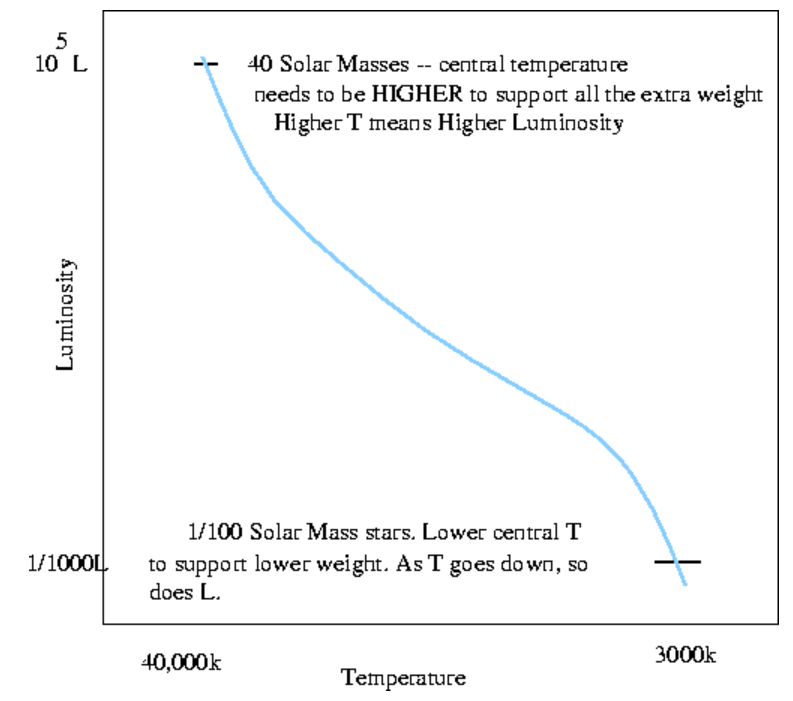 5
10 L
40 Solar Masses -- central temperature
needs to be HIGHER to support all the extra weight
Higher T means Higher Luminosity
Luminosity
1/100 Solar Mass stars. Lower central T
1/1000L
to support lower weight. As T goes down, so
does L.
40,000k
3000k
Temperature